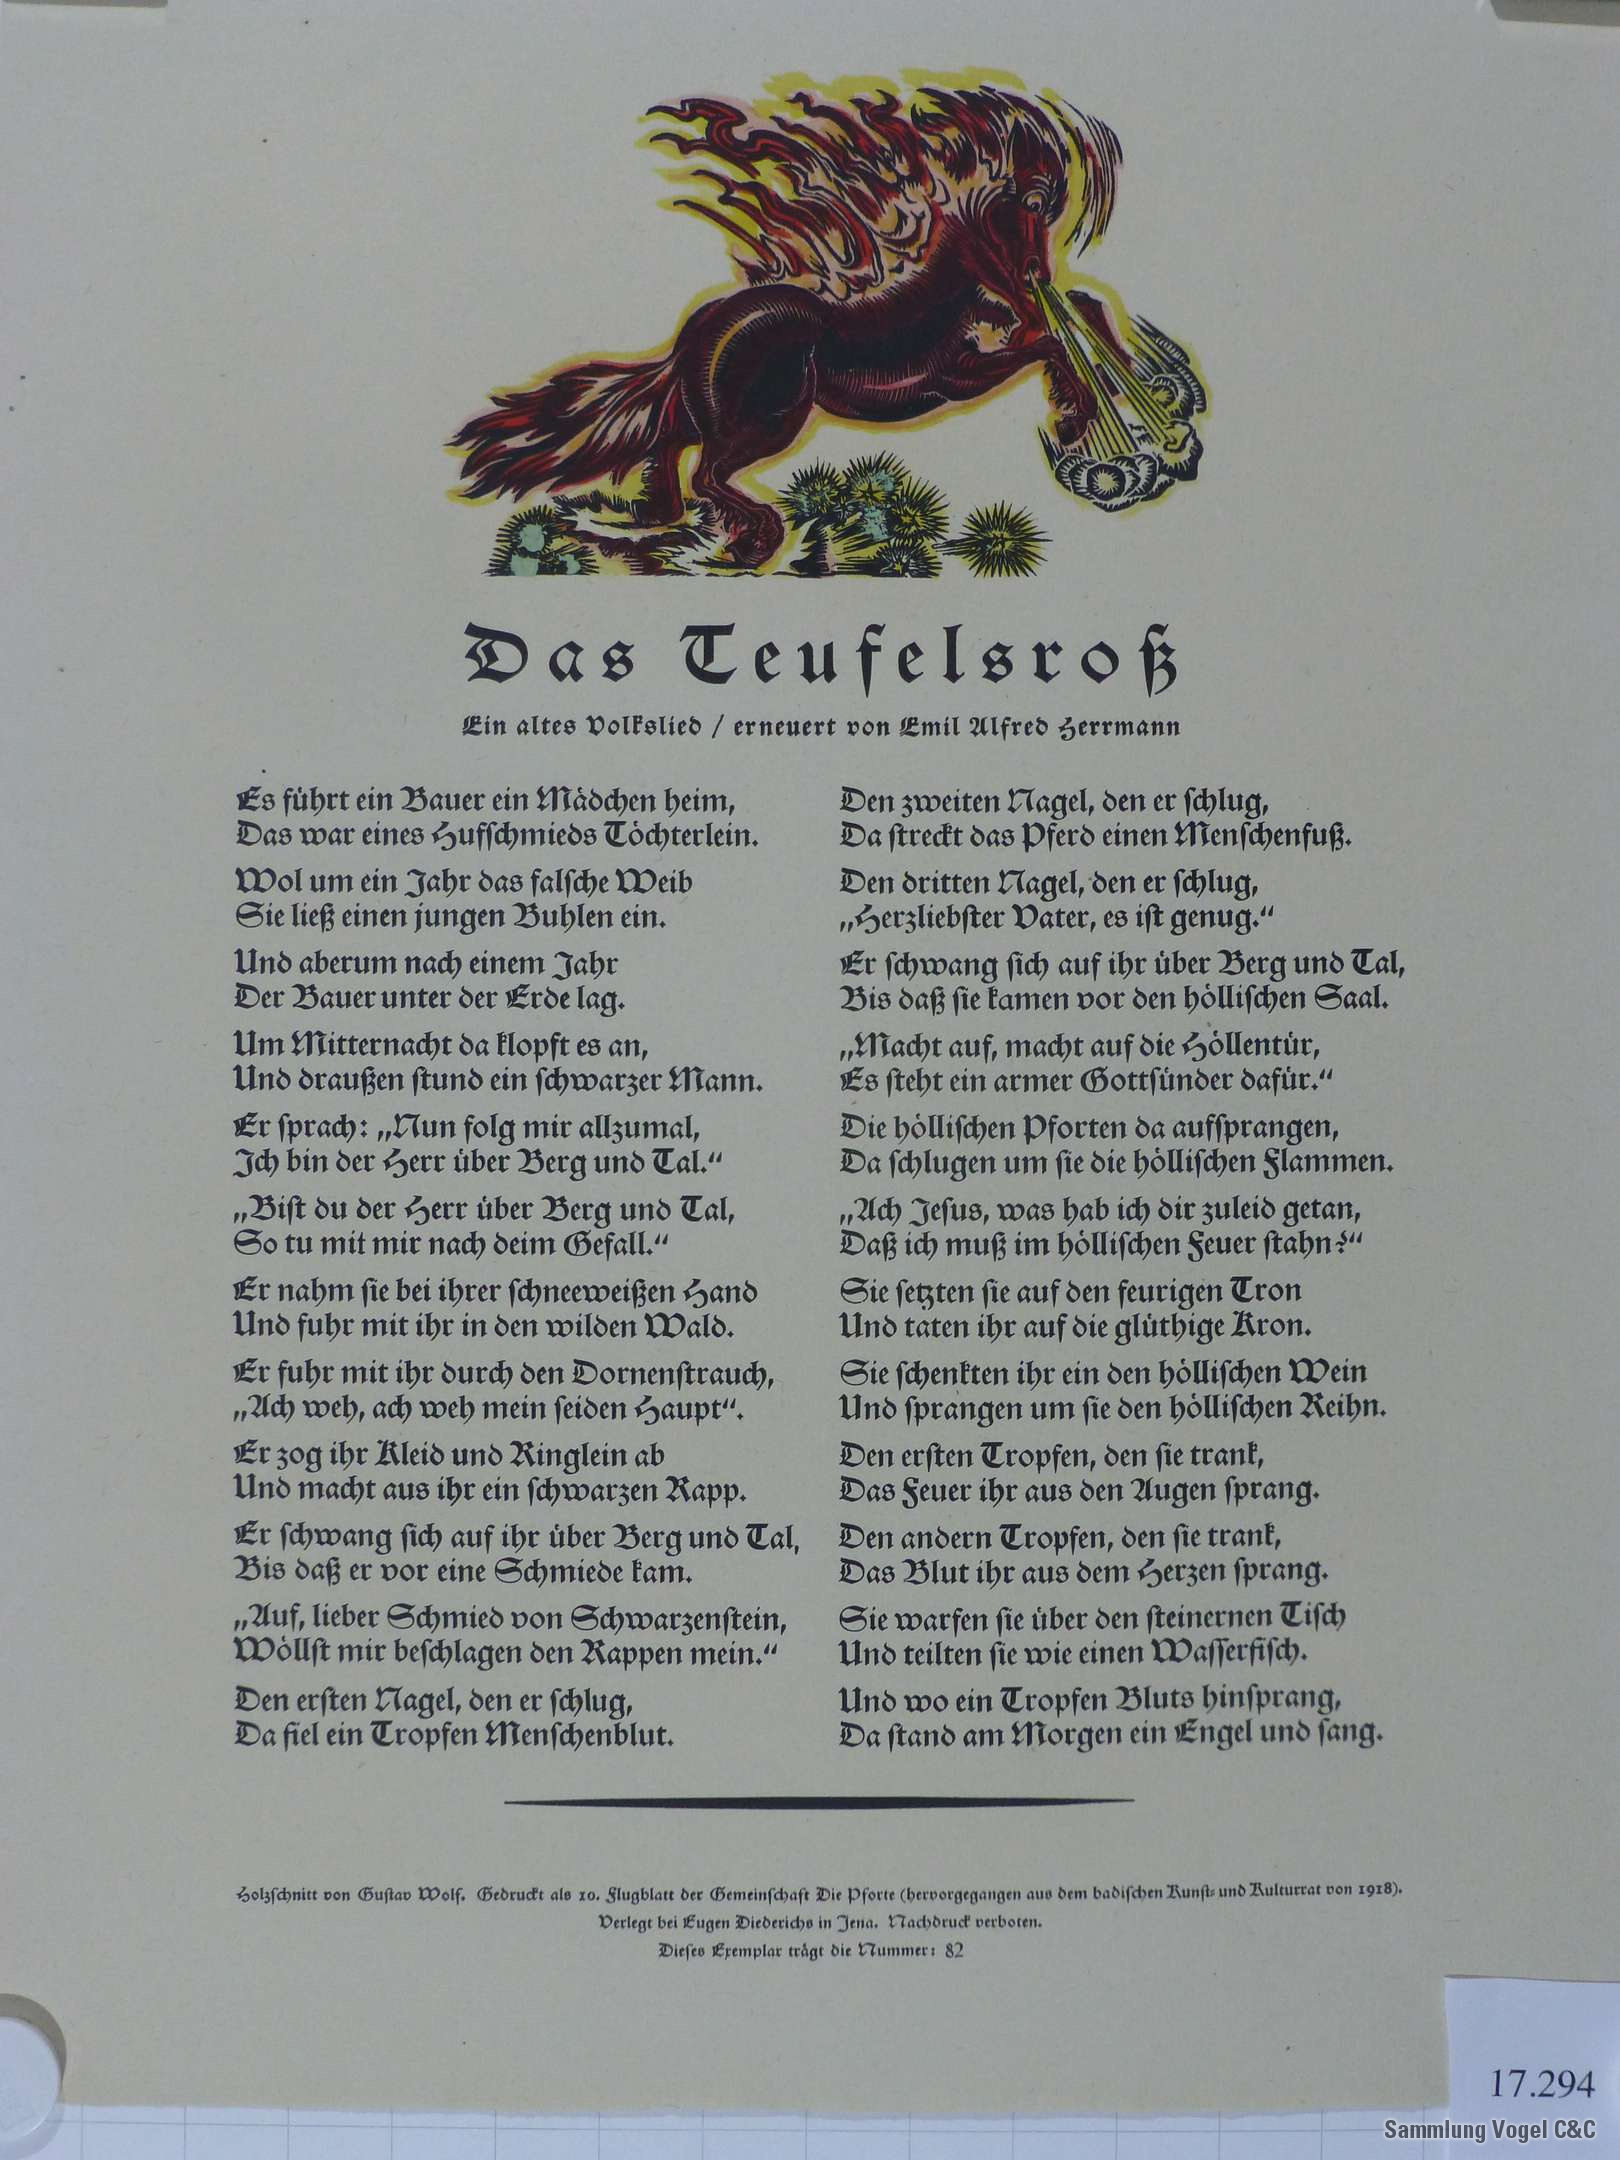 Das Teufelsroß
Ein altes Volkslied / erneuert von Emil Alfred Herrmann
Es führt ein Bauer ein Mädchen heim,
Das war eines Hufschmieds Töchterlein.
Wol um ein Jahr das falsche Weib
Sie ließ einen jungen Buhlen ein.
Und aberum nach einem Jahr
Der Bauer unter der Erde lag.
Um Mitternacht da klopft es an,
Und draußen stund ein schwarzer Mann.
Er sprach: „Nun folg mir allzumal,
Ich bin der Herr über Berg und Tal.“
„Bist du der Herr über Berg und Tal,
So tu mit mir nach deim Gefall.“
Er nahm sie bei ihrer schneeweißen Hand
Und fuhr mit ihr in den wilden Wald.
Er fuhr mit ihr durch den Dornenstrauch,
„Ach weh, ach weh mein seiden Haupt“.
Er zog ihr Kleid und Ringlein ab
Und macht aus ihr ein schwarzen Rapp.
Er schwang sich auf ihr über Berg und Tal,
Bis daß er vor eine Schmiede kam.
„Auf, lieber Schmied von Schwarzenstein,
Wöllst mir beschlagen den Rappen mein.“
Den ersten Nagel, den er schlug,
Da fiel ein Tropfen Menschenblut.
Den zweiten Nagel, den er schlug,
Da streckt das Pferd einen Menschenfuß.
Den dritten Nagel, den er schlug,
„Herzliebster Vater, es ist genug.“
Er schwang sich auf ihr über Berg und Tal,
Bis daß sie kamen vor den höllischen Saal.
„Macht auf, macht auf die Höllentür,
Es steht ein armer Gottsünder dafür.“
Die höllischen Pforten da aufsprangen,
Da schlugen um sie die höllischen Flammen.
„Ach Jesus, was hab ich dir zuleid getan,
Daß ich muß im höllischen Feuer stahn?“
Sie setzten sie auf den feurigen Tron
Und taten ihr auf die glüthige Kron.
Sie schenkten ihr ein den höllischen Wein
Und sprangen um sie den höllischen Reihn.
Den ersten Tropfen, den sie trank,
Das Feuer ihr aus den Augen sprang.
Den andern Tropfen, den sie trank,
Das Blut ihr aus dem Herzen sprang.
Sie warfen sie über den steinernen Tisch
Und teilten sie wie einen Wasserfisch.
Und wo ein Tropfen Bluts hinsprang,
Da stand am Morgen ein Engel und sang.
Holzschnitt von Gustav Wolf. Gedruckt als 10. Flugblatt der Gemeinschaft Die Pforte (hervorgegangen aus dem badischen Kunst- und Kulturrat von 1918).
Verlegt bei Eugen Diederichs in Jena. Nachdruck verboten.
Dieses Exemplar trägt die Nummer: 82
17.294
Sammlung Vogel C&C